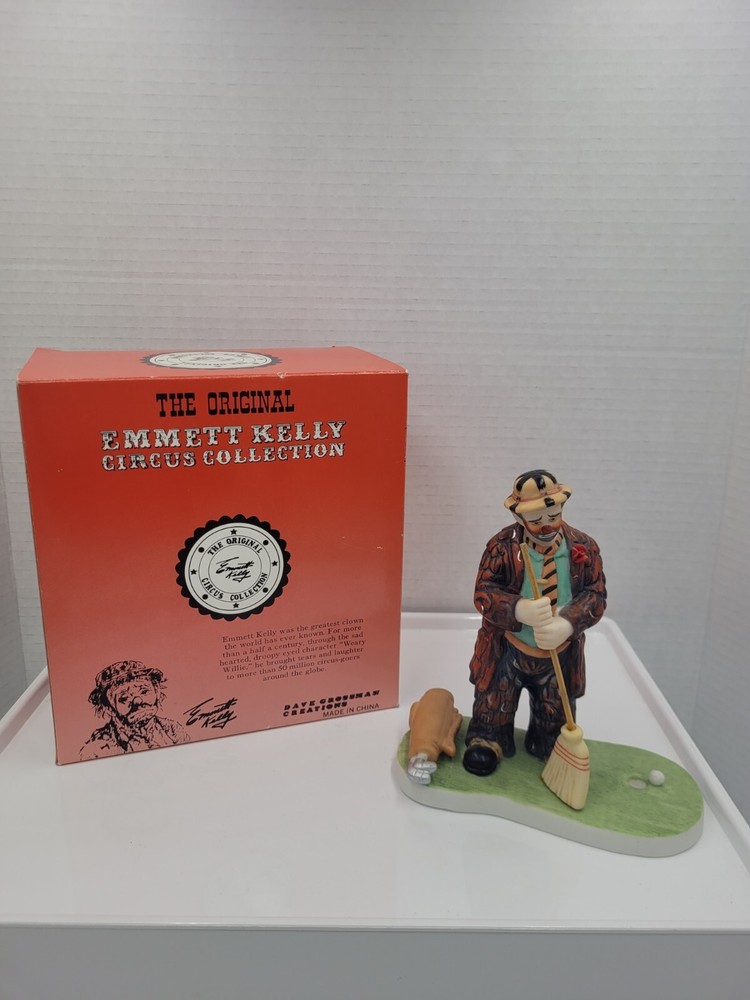 THE ORIGINAL
EMMETT KELLY
CIRCUS COLLECTION
THE ORIGINAL
Emmett
Kelly
CIRCUS COLLECTION
Emmett Kelly was the greatest clown
the world has ever known. For more
than a half a century, through the sad
hearted, droopy eyed character "Weary
Willie," he brought tears and laughter
to more than 50 million circus-goers
around the globe.
Emmett
Kelly
DAVE GROSSMAN
CREATIONS MADE IN CHINA